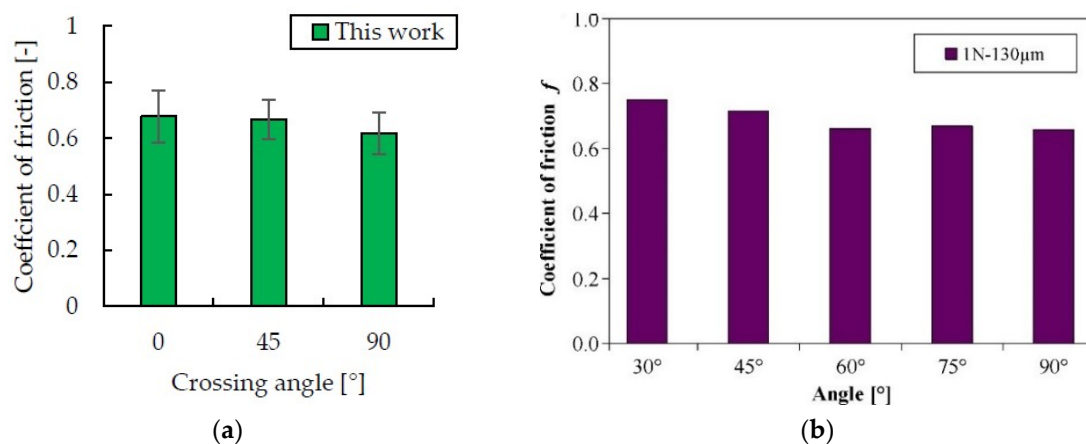 Coeffcient of friction [-]
1
0.8
0.6
0.4
0.2
0
This work
0 45 90
Crossing angle [°]
(a)
Coefficient of friction f
1.0
0.8
0.6
0.4
0.2
0.0
1N-130µm
30° 45° 60° 75° 90°
Angle [°]
(b)